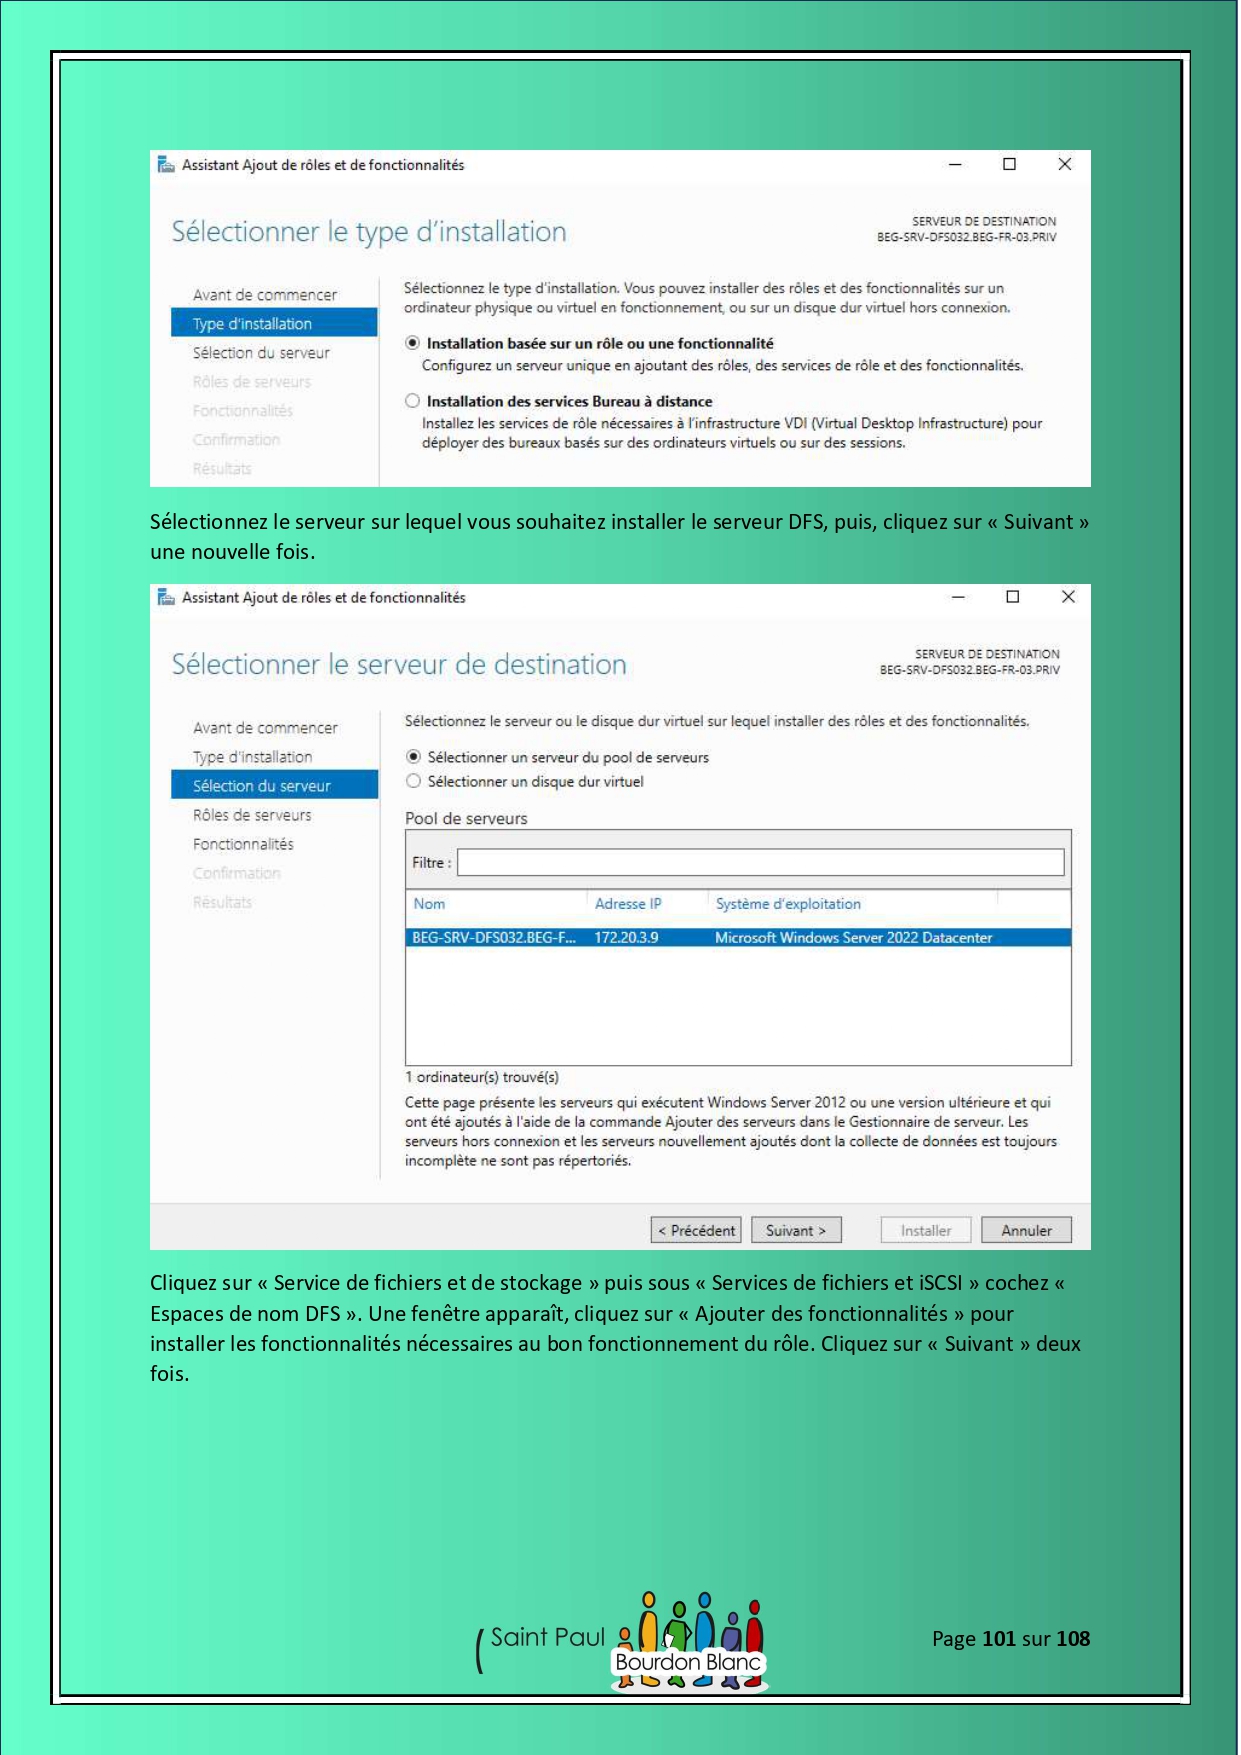 Assistant Ajout de rôles et de fonctionnalités
Sélectionner le type d'installation
SERVEUR DE DESTINATION
BEG-SRV-DFS032.BEG-FR-03.PRIV
Avant de commencer
Type d'installation
Sélection du serveur
Rôles de serveurs
Fonctionnalités
Confirmation
Résultats
Sélectionnez le type d'installation. Vous pouvez installer des rôles et des fonctionnalités sur un
ordinateur physique ou virtuel en fonctionnement, ou sur un disque dur virtuel hors connexion.
Installation basée sur un rôle ou une fonctionnalité
Configurez un serveur unique en ajoutant des rôles, des services de rôle et des fonctionnalités.
Installation des services Bureau à distance
Installez les services de rôle nécessaires à l'infrastructure VDI (Virtual Desktop Infrastructure) pour
déployer des bureaux basés sur des ordinateurs virtuels ou sur des sessions.
Sélectionnez le serveur sur lequel vous souhaitez installer le serveur DFS, puis, cliquez sur « Suivant »
une nouvelle fois.
Assistant Ajout de rôles et de fonctionnalités
Sélectionner le serveur de destination
SERVEUR DE DESTINATION
BEG-SRV-DFS032.BEG-FR-03.PRIV
Avant de commencer
Type d'installation
Sélection du serveur
Rôles de serveurs
Fonctionnalités
Confirmation
Résultats
Sélectionnez le serveur ou le disque dur virtuel sur lequel installer des rôles et des fonctionnalités.
Sélectionner un serveur du pool de serveurs
Sélectionner un disque dur virtuel
Pool de serveurs
Filtre :
Nom Adresse IP Système d'exploitation
BEG-SRV-DFS032.BEG-F... 172.20.3.9 Microsoft Windows Server 2022 Datacenter
1 ordinateur(s) trouvé(s)
Cette page présente les serveurs qui exécutent Windows Server 2012 ou une version ultérieure et qui
ont été ajoutés à l'aide de la commande Ajouter des serveurs dans le Gestionnaire de serveur. Les
serveurs hors connexion et les serveurs nouvellement ajoutés dont la collecte de données est toujours
incomplète ne sont pas répertoriés.
< Précédent Suivant > Installer Annuler
Cliquez sur « Service de fichiers et de stockage » puis sous « Services de fichiers et iSCSI » cochez «
Espaces de nom DFS ». Une fenêtre apparaît, cliquez sur « Ajouter des fonctionnalités » pour
installer les fonctionnalités nécessaires au bon fonctionnement du rôle. Cliquez sur « Suivant » deux
fois.
Saint Paul
Bourdon Blanc
Page 101 sur 108